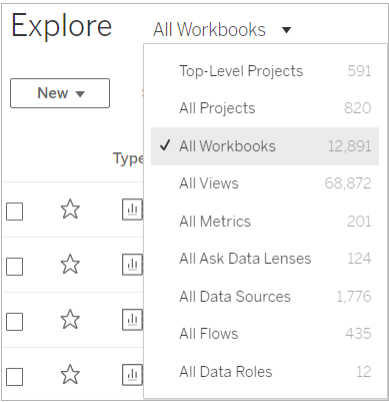 Explore All Workbooks
Top-Level Projects 591
New
All Projects 820
Type
All Workbooks 12,891
All Views 68,872
All Metrics 201
All Ask Data Lenses 124
All Data Sources 1,776
All Flows 435
All Data Roles 12